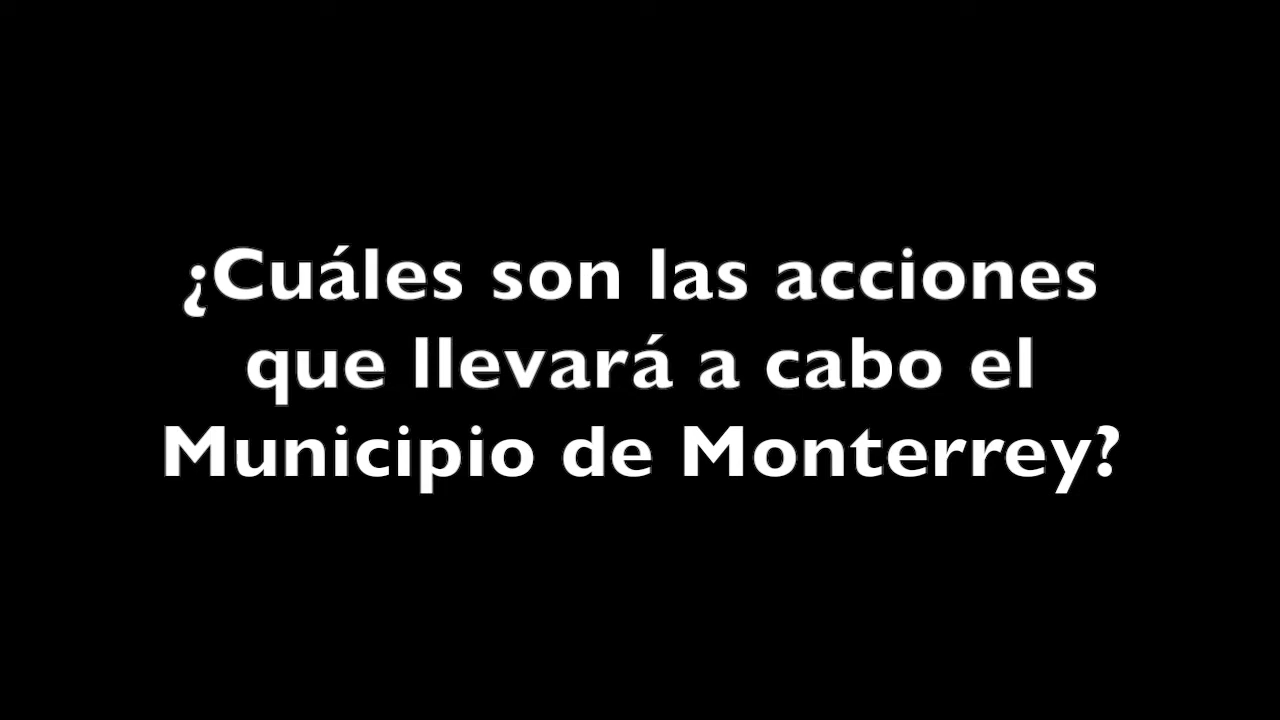 ¿Cuáles son las acciones
que llevará a cabo el
Municipio de Monterrey?